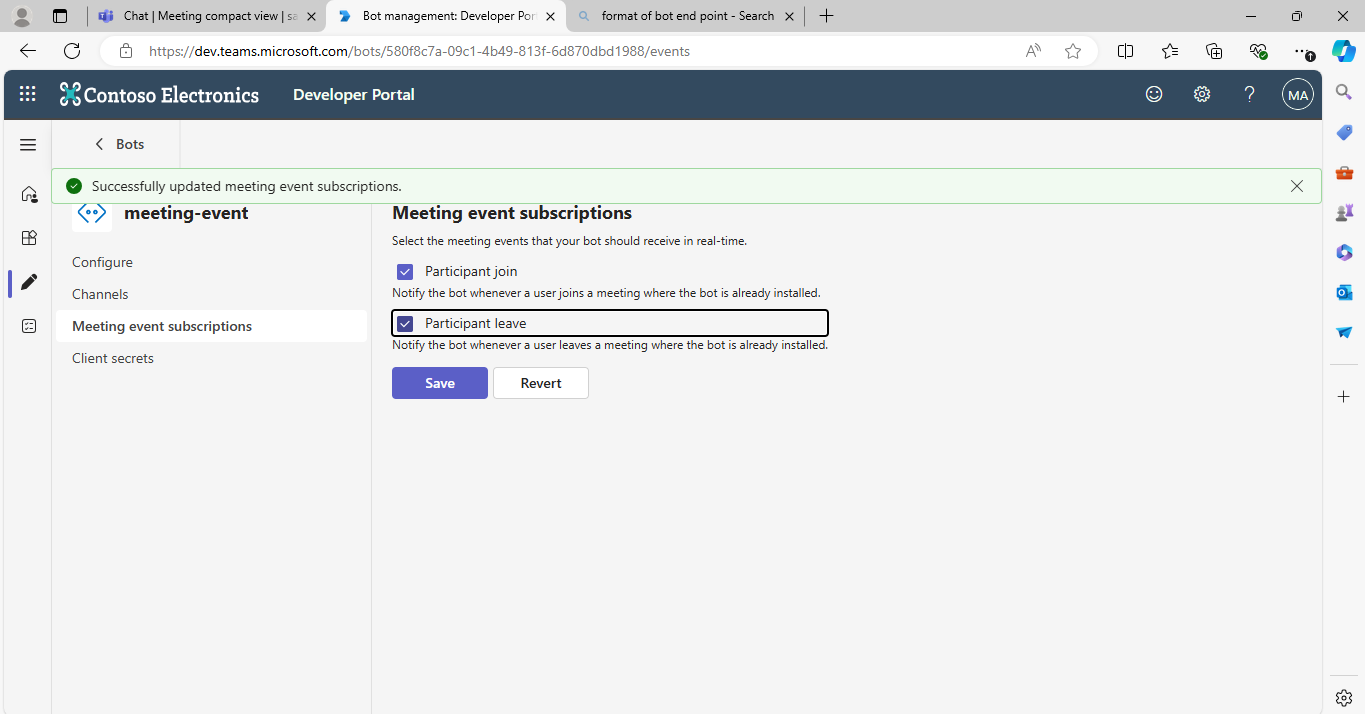 Chat | Meeting compact view | sa
Bot management: Developer Por
format of bot end point - Search
https://dev.teams.microsoft.com/bots/580f8c7a-09c1-4b49-813f-6d870dbd1988/events
Contoso Electronics
Developer Portal
MA
Bots
Successfully updated meeting event subscriptions.
meeting-event
Configure
Channels
Meeting event subscriptions
Client secrets
Meeting event subscriptions
Select the meeting events that your bot should receive in real-time.
Participant join
Notify the bot whenever a user joins a meeting where the bot is already installed.
Participant leave
Notify the bot whenever a user leaves a meeting where the bot is already installed.
Save
Revert